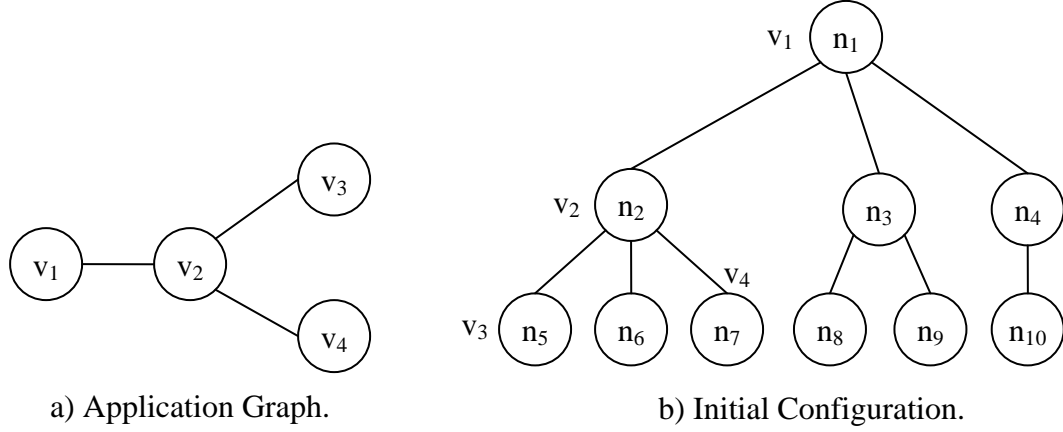 v₁ n₁
v₃
v₂ n₂ n₃ n₄
v₁ v₂
v₄
v₄
v₃ n₅ n₆ n₇ n₈ n₉ n₁₀
a) Application Graph.
b) Initial Configuration.